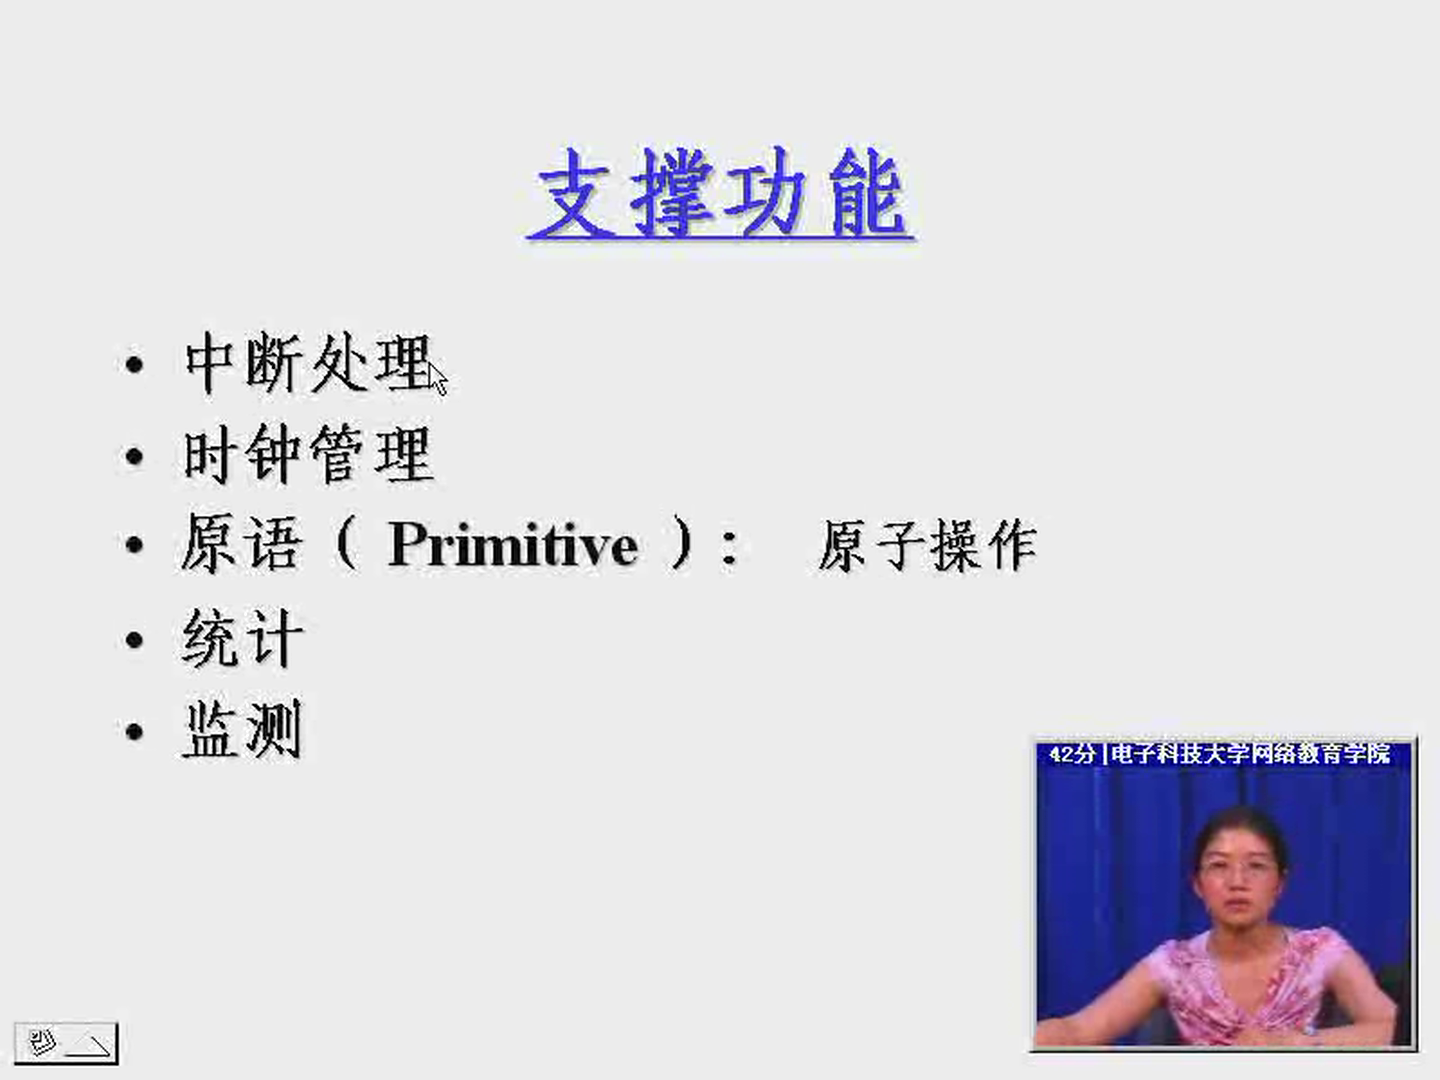 支撑功能
• 中断处理
• 时钟管理
• 原语（Primitive）： 原子操作
• 统计
• 监测
42分|电子科技大学网络教育学院